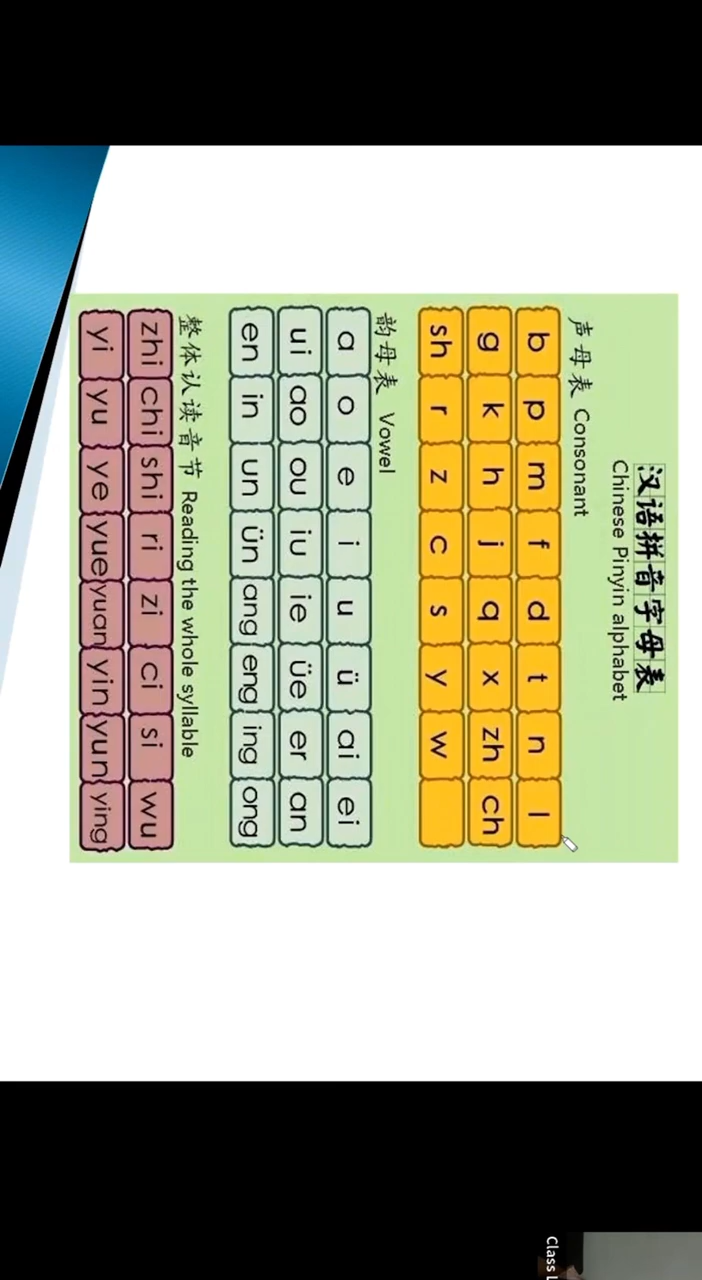 汉语拼音字母表
Chinese Pinyin alphabet
声母表 Consonant
b p m f d t n l
g k h j q x zh ch
sh r z c s y w
韵母表 Vowel
a o e i u ü ai ei
ui ao ou iu ie üe er an
en in un ün ang eng ing ong
整体认读音节 Reading the whole syllable
zhi chi shi ri zi ci si wu
yi yu ye yue yuan yin yun ying
Class